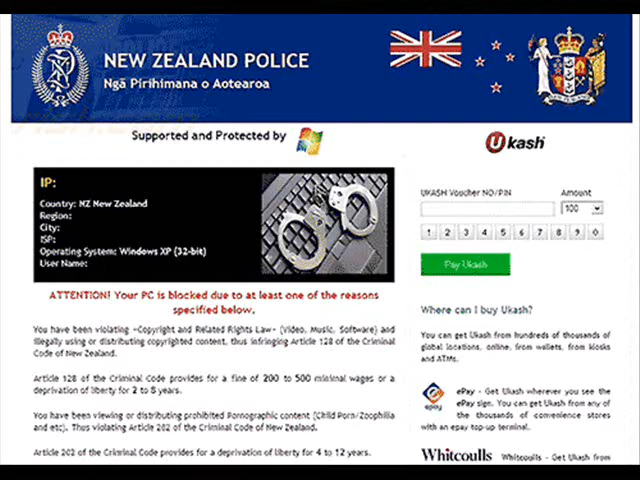 NEW ZEALAND POLICE
Ngā Pirihimana o Aotearoa
Supported and Protected by
Ukash
IP:
Country: NZ New Zealand
Region:
City:
ISP:
Operating System: Windows XP (32-bit)
User Name:
ATTENTION! Your PC is blocked due to at least one of the reasons
specified below.
You have been violating «Copyright and Related Rights Law» (Video, Music, Software) and
illegally using or distributing copyrighted content, thus infringing Article 128 of the Criminal
Code of New Zealand.
Article 128 of the Criminal Code provides for a fine of 200 to 500 minimal wages or a
deprivation of liberty for 2 to 8 years.
You have been viewing or distributing prohibited Pornographic content (Child Porn/Zoophilia
and etc). Thus violating Article 202 of the Criminal Code of New Zealand.
Article 202 of the Criminal Code provides for a deprivation of liberty for 4 to 12 years.
UKASH Voucher NO/PIN Amount
100
1 2 3 4 5 6 7 8 9 0
Pay Ukash
Where can I buy Ukash?
You can get Ukash from hundreds of thousands of
global locations, online, from wallets, from kiosks
and ATMs.
epay
ePay - Get Ukash wherever you see the
ePay sign. You can get Ukash from any of
the thousands of convenience stores
with an epay top-up terminal.
Whitcoulls Whitcoulls - Get Ukash from